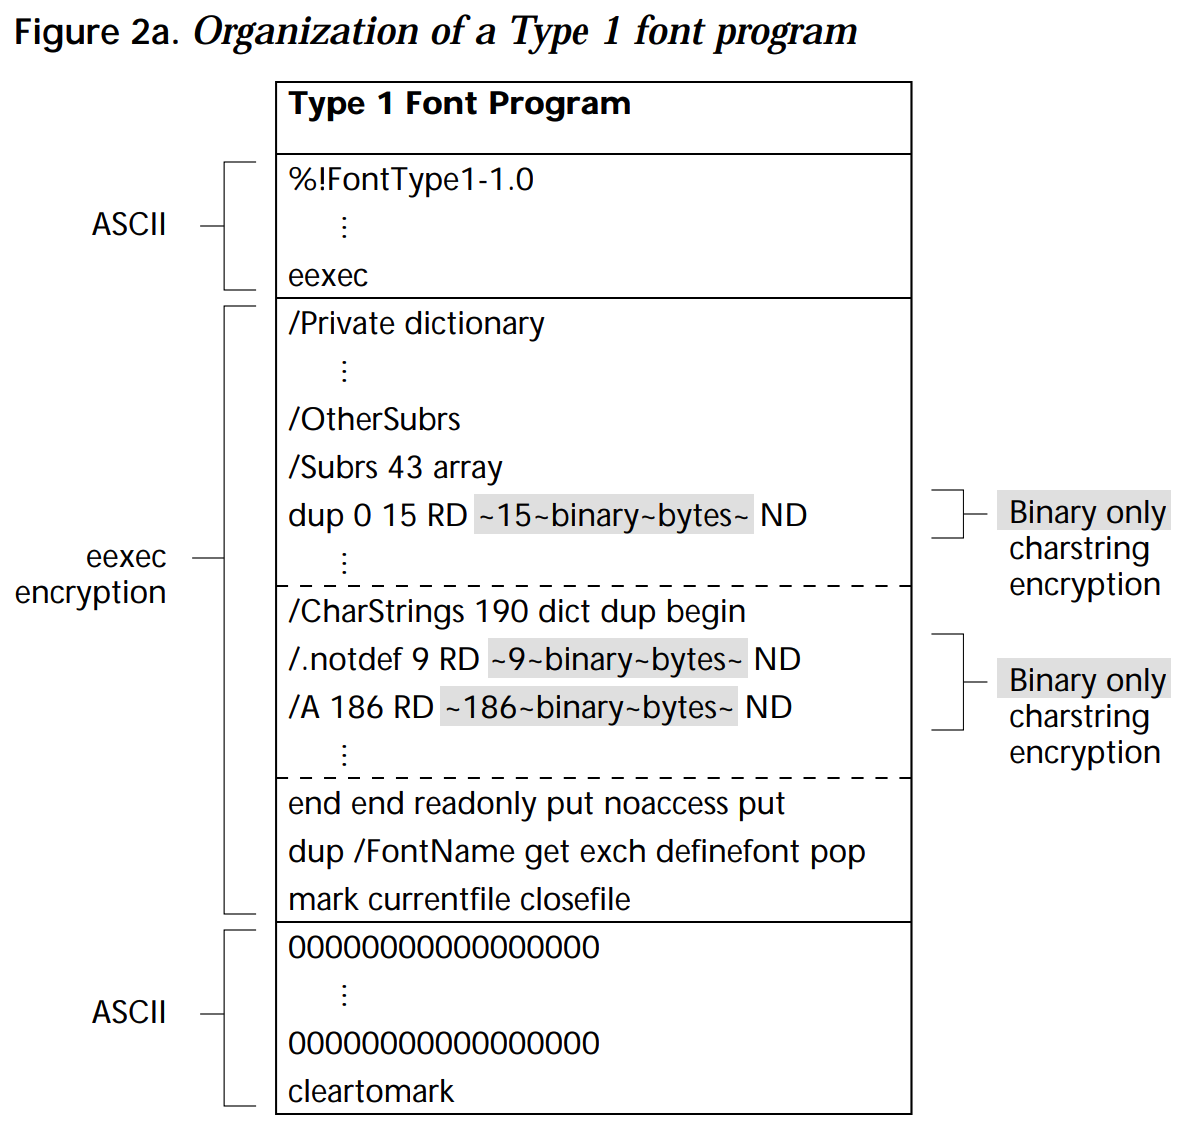 Figure 2a. Organization of a Type 1 font program
Type 1 Font Program
%!FontType1-1.0
⋮
eexec
ASCII
/Private dictionary
⋮
/OtherSubrs
/Subrs 43 array
dup 0 15 RD ~15~binary~bytes~ ND
⋮
/CharStrings 190 dict dup begin
/.notdef 9 RD ~9~binary~bytes~ ND
/A 186 RD ~186~binary~bytes~ ND
⋮
end end readonly put noaccess put
dup /FontName get exch definefont pop
mark currentfile closefile
eexec
encryption
Binary only
charstring
encryption
Binary only
charstring
encryption
00000000000000000
⋮
00000000000000000
cleartomark
ASCII